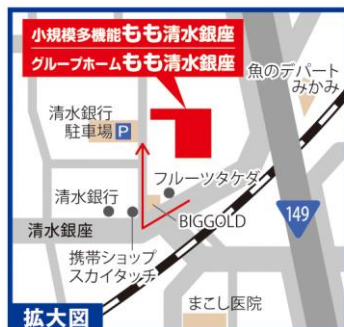 小規模多機能もも清水銀座
グループホームもも清水銀座
魚のデパート
みかみ
清水銀行
駐車場 P
フルーツタケダ
清水銀行
BIGGOLD
149
清水銀座
携帯ショップ
スカイタッチ
まこし医院
拡大図